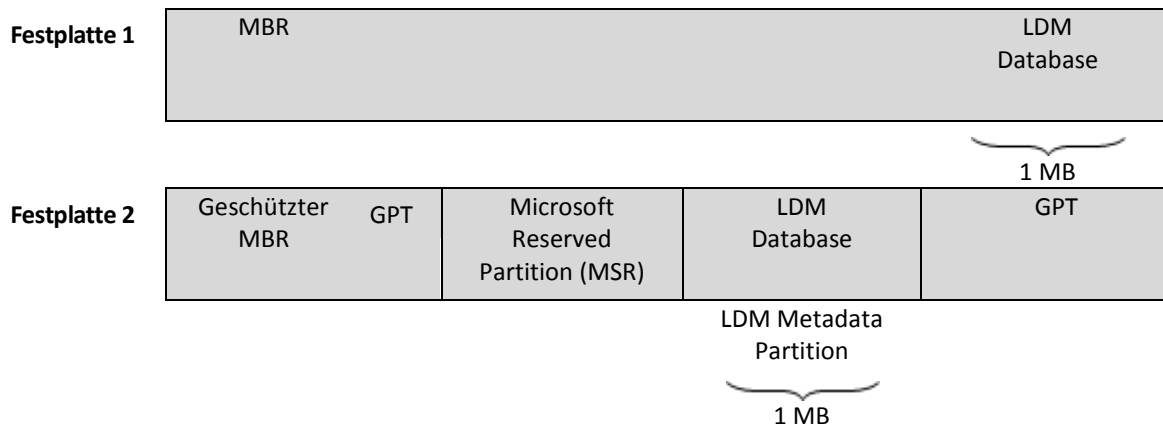 Festplatte 1
MBR
LDM
Database
1 MB
Festplatte 2
Geschützter
MBR
GPT
Microsoft
Reserved
Partition (MSR)
LDM
Database
GPT
LDM Metadata
Partition
1 MB